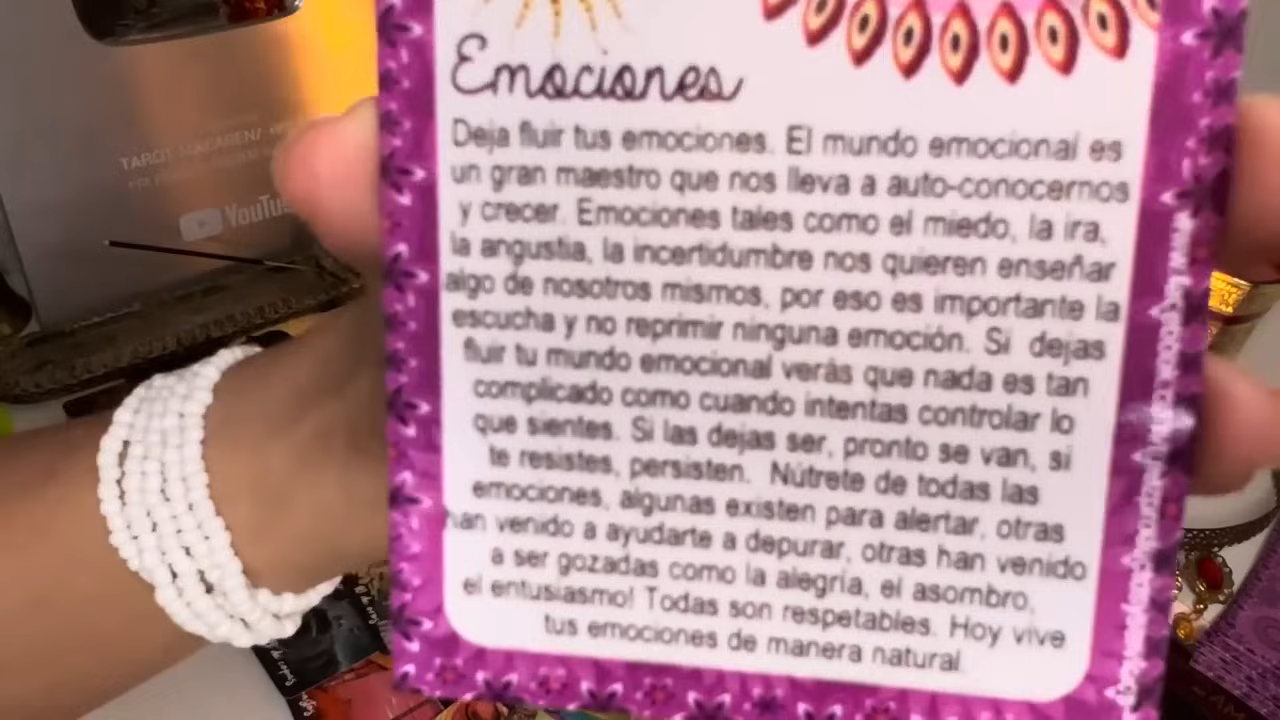 Emociones
Deja fluir tus emociones. El mundo emocional es
un gran maestro que nos lleva a auto-conocernos
y crecer. Emociones tales como el miedo, la ira,
la angustia, la incertidumbre nos quieren enseñar
algo de nosotros mismos, por eso es importante la
escucha y no reprimir ninguna emoción. Si dejas
fluir tu mundo emocional verás que nada es tan
complicado como cuando intentas controlar lo
que sientes. Si las dejas ser, pronto se van, si
te resistes, persisten. Nútrete de todas las
emociones, algunas existen para alertar, otras
han venido a ayudarte a depurar, otras han venido
a ser gozadas como la alegría, el asombro,
el entusiasmo! Todas son respetables. Hoy vive
tus emociones de manera natural
TAROT MACAREN/
YouTu